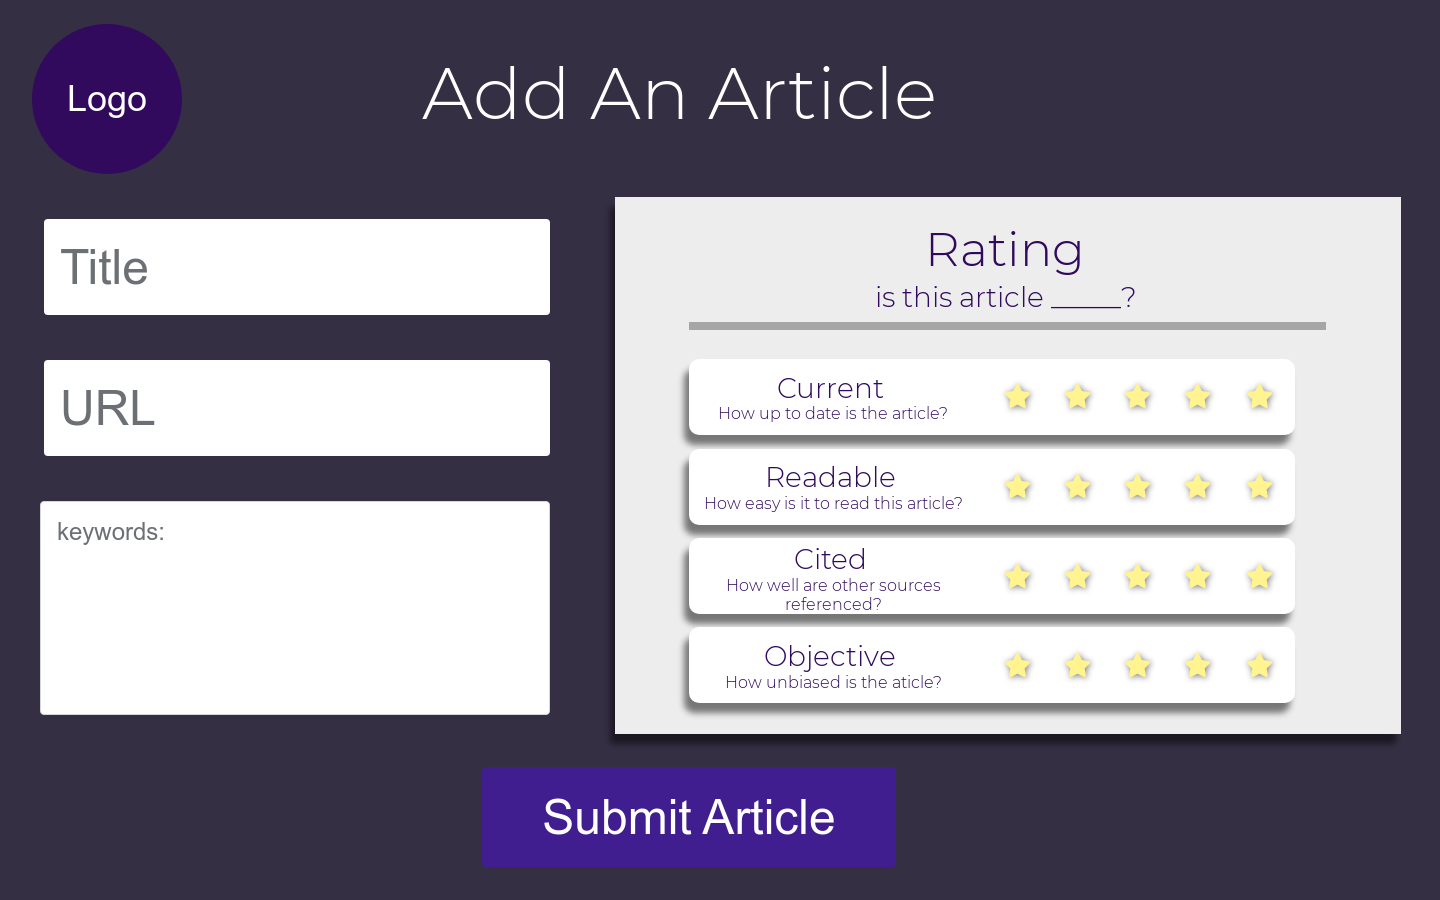 Logo
Add An Article
Title
URL
keywords:
Rating
is this article _____?
Current
How up to date is the article?
Readable
How easy is it to read this article?
Cited
How well are other sources
referenced?
Objective
How unbiased is the aticle?
Submit Article